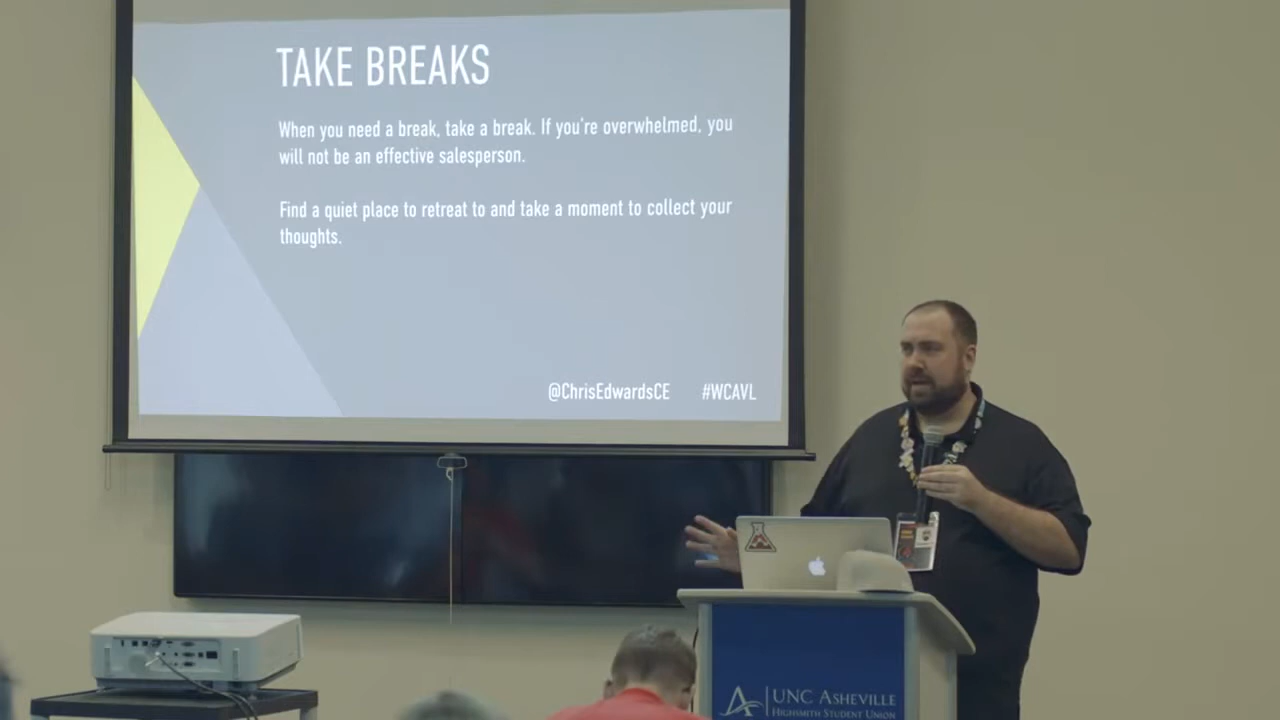 TAKE BREAKS
When you need a break, take a break. If you're overwhelmed, you
will not be an effective salesperson.
Find a quiet place to retreat to and take a moment to collect your
thoughts.
@ChrisEdwardsCE #WCAVL
UNC ASHEVILLE
HIGHSMITH STUDENT UNION